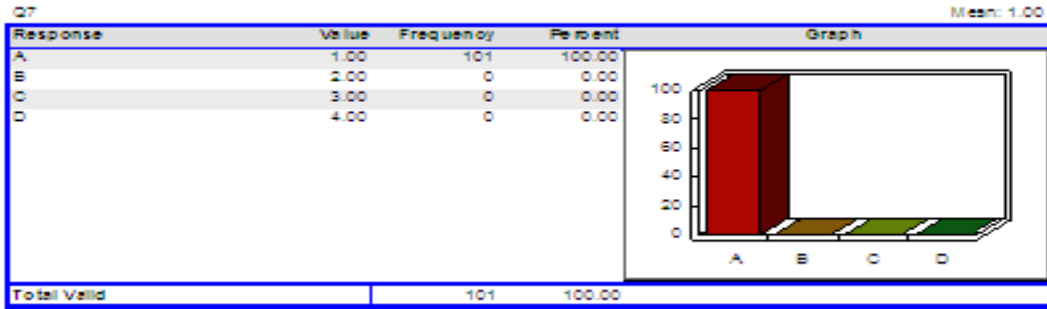 Q7 Mean: 1.00
Response Value Frequency Percent Graph
A 1.00 101 100.00
B 2.00 0 0.00
C 3.00 0 0.00
D 4.00 0 0.00
100
80
60
40
20
0
A B C D
Total Valid 101 100.00